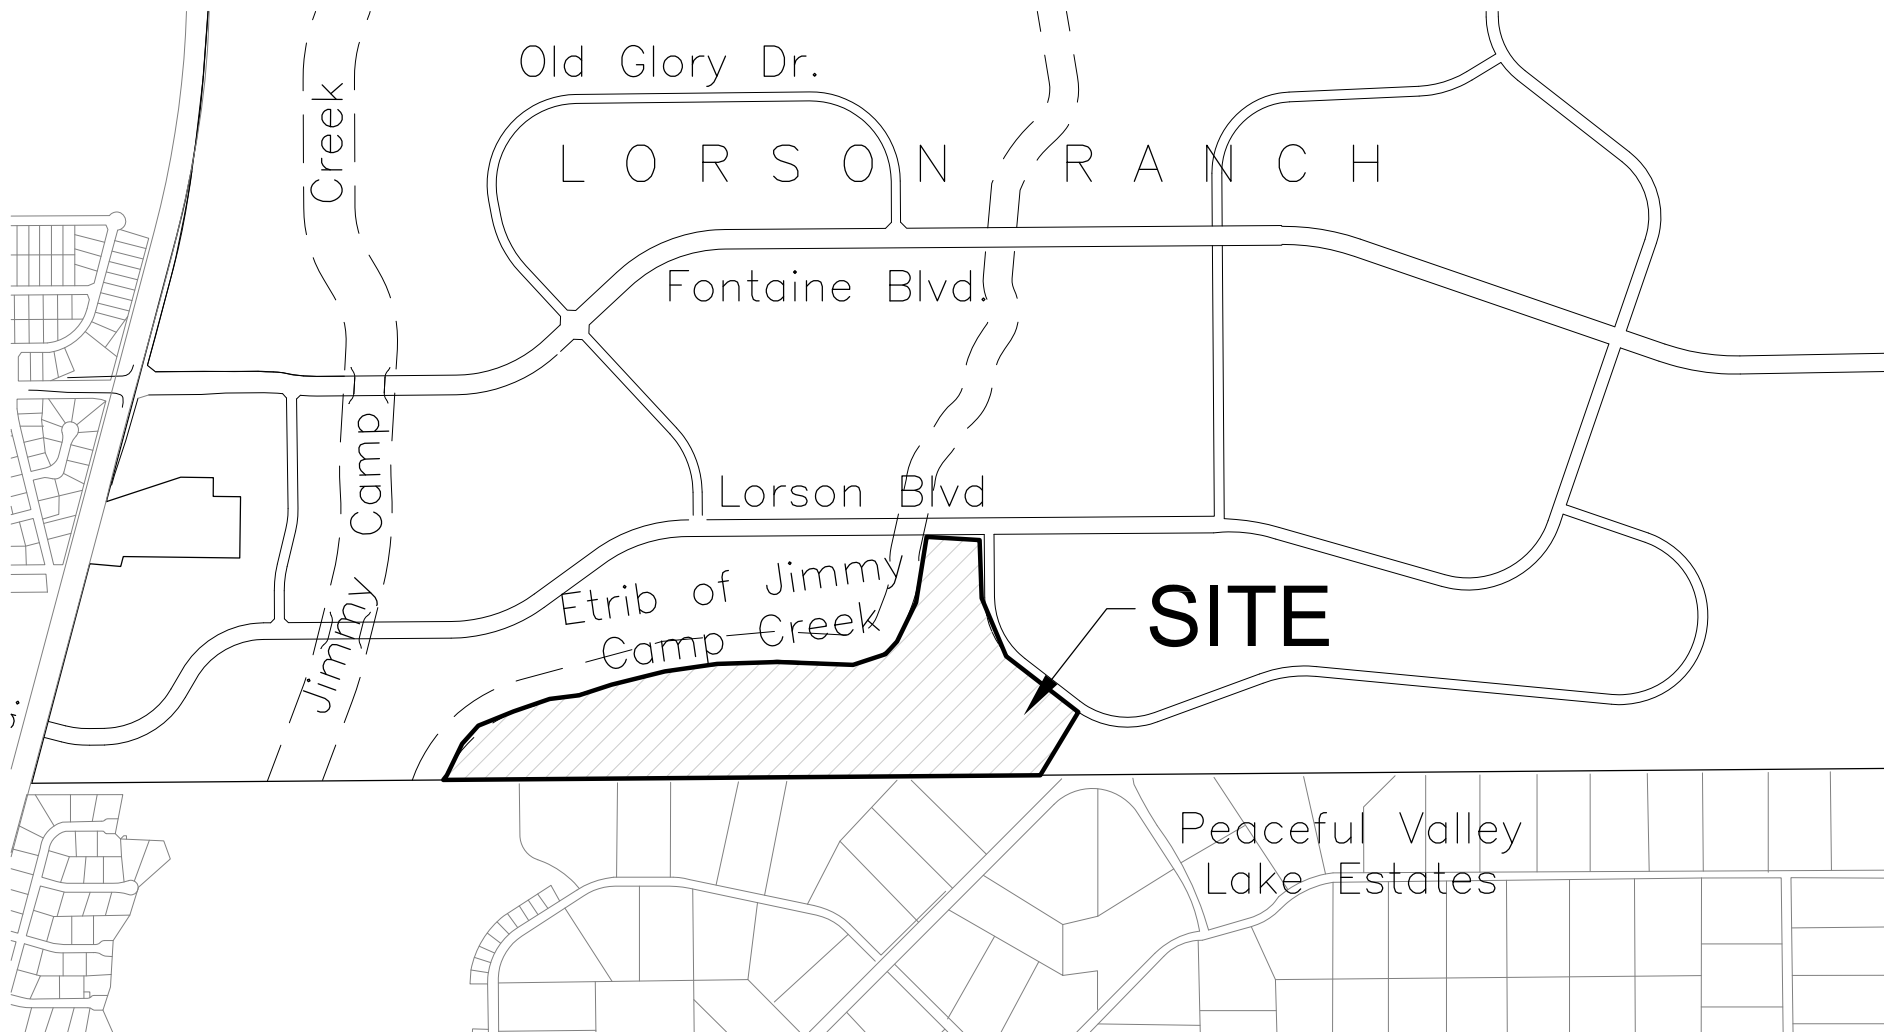 Old Glory Dr.
Creek
LORSON RANCH
Fontaine Blvd.
Camp
Lorson Blvd
Jimmy
Etrib of Jimmy
Camp Creek
SITE
Peaceful Valley
Lake Estates